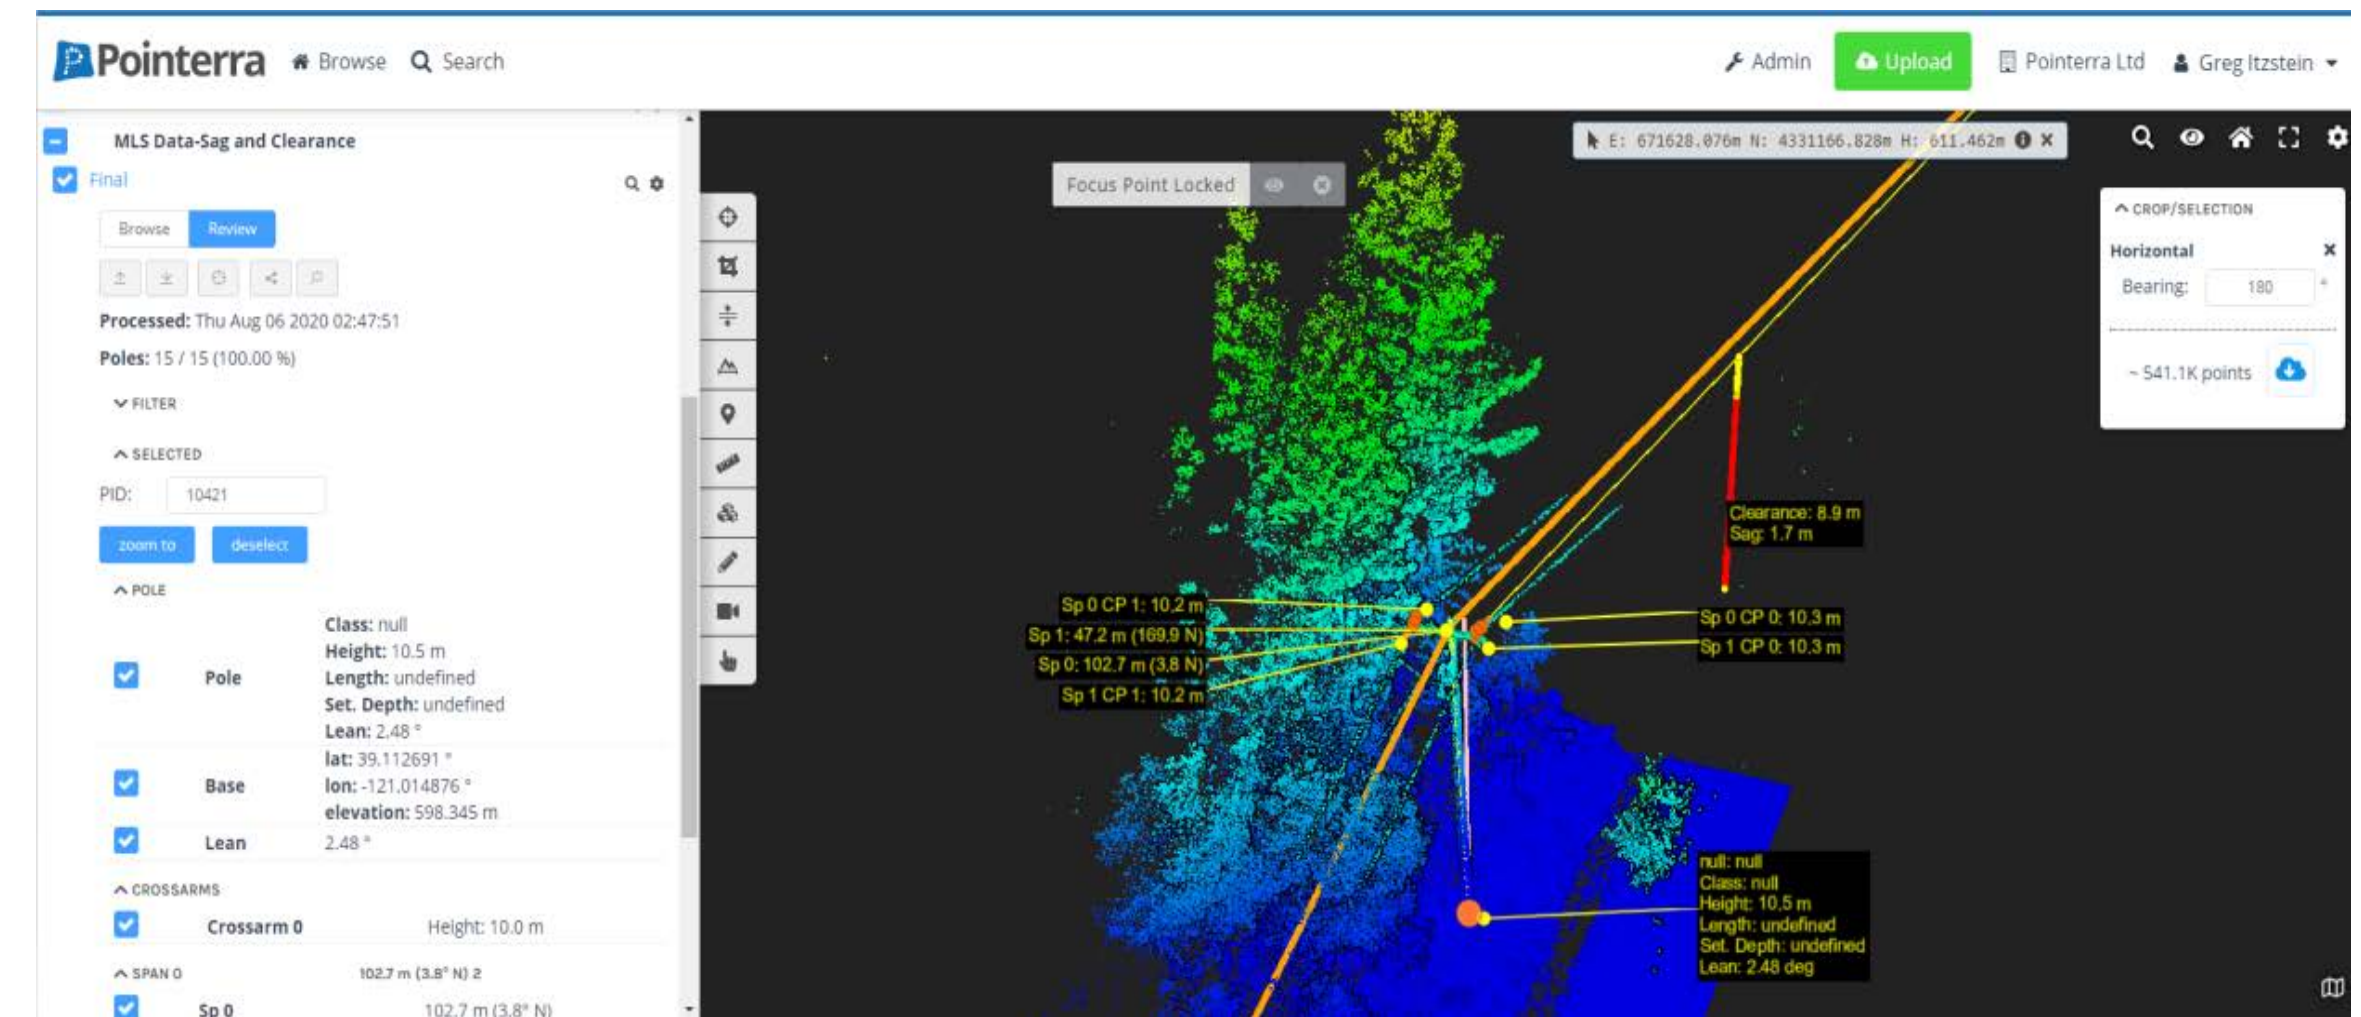 Pointerra Browse Search Admin Upload Pointerra Ltd Greg Itzstein
MLS Data-Sag and Clearance
Final
Browse Review
Processed: Thu Aug 06 2020 02:47:51
Poles: 15 / 15 (100.00 %)
FILTER
SELECTED
PID: 10421
zoom to deselect
POLE
Pole
Class: null
Height: 10.5 m
Length: undefined
Set. Depth: undefined
Lean: 2.48 °
Base
lat: 39.112691 °
lon: -121.014876 °
elevation: 598.345 m
Lean 2.48 °
CROSSARMS
Crossarm 0 Height: 10.0 m
SPAN 0 102.7 m (3.8° N) 2
Sp 0 102.7 m (3.8° N)
E: 671628.076m N: 4331166.828m H: 611.462m
Focus Point Locked
CROP/SELECTION
Horizontal
Bearing: 180 °
~ 541.1K points
Clearance: 8.9 m
Sag: 1.7 m
Sp 0 CP 1: 10.2 m
Sp 1: 47.2 m (169.9 N)
Sp 0: 102.7 m (3.8 N)
Sp 1 CP 1: 10.2 m
Sp 0 CP 0: 10.3 m
Sp 1 CP 0: 10.3 m
null: null
Class: null
Height: 10.5 m
Length: undefined
Set. Depth: undefined
Lean: 2.48 deg